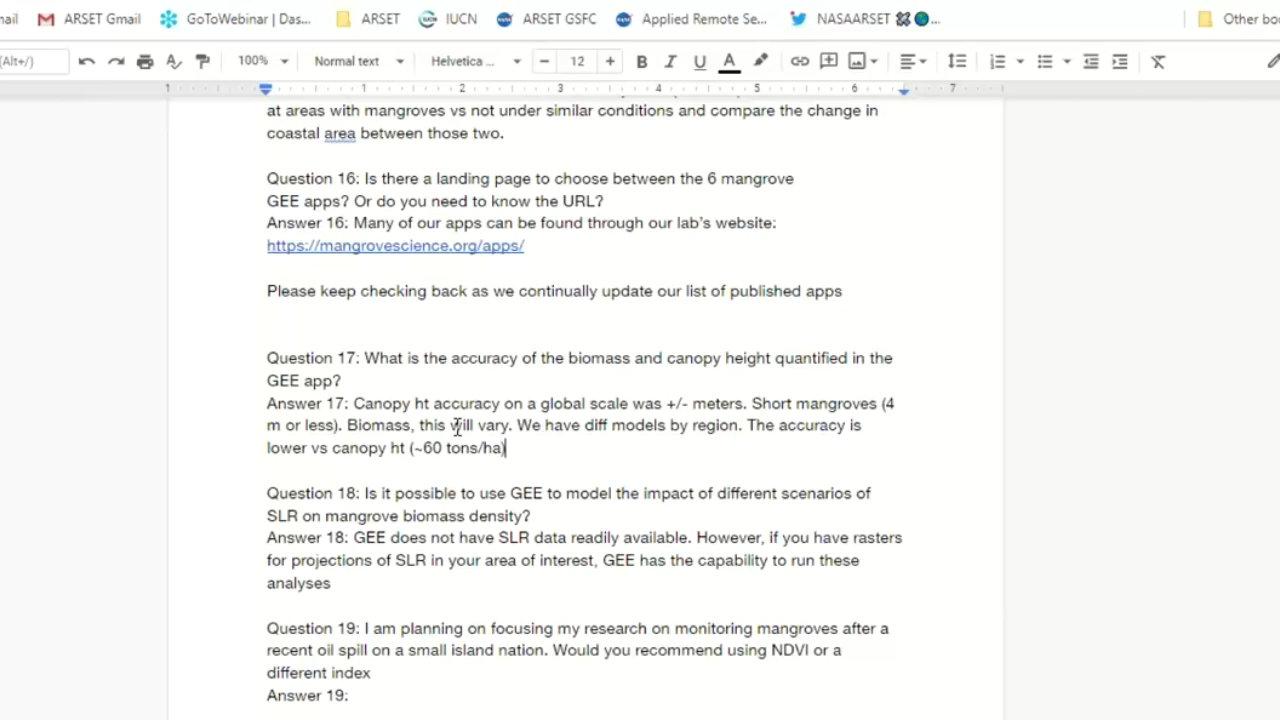 ail ARSET Gmail GoToWebinar | Das... ARSET IUCN ARSET GSFC Applied Remote Se... NASAARSET ... Other bo
(Alt+/) 100% Normal text Helvetica ... 12 B I U A
1 1 2 3 4 5 6 7
at areas with mangroves vs not under similar conditions and compare the change in
coastal area between those two.
Question 16: Is there a landing page to choose between the 6 mangrove
GEE apps? Or do you need to know the URL?
Answer 16: Many of our apps can be found through our lab's website:
https://mangrovescience.org/apps/
Please keep checking back as we continually update our list of published apps
Question 17: What is the accuracy of the biomass and canopy height quantified in the
GEE app?
Answer 17: Canopy ht accuracy on a global scale was +/- meters. Short mangroves (4
m or less). Biomass, this will vary. We have diff models by region. The accuracy is
lower vs canopy ht (~60 tons/ha)
Question 18: Is it possible to use GEE to model the impact of different scenarios of
SLR on mangrove biomass density?
Answer 18: GEE does not have SLR data readily available. However, if you have rasters
for projections of SLR in your area of interest, GEE has the capability to run these
analyses
Question 19: I am planning on focusing my research on monitoring mangroves after a
recent oil spill on a small island nation. Would you recommend using NDVI or a
different index
Answer 19: